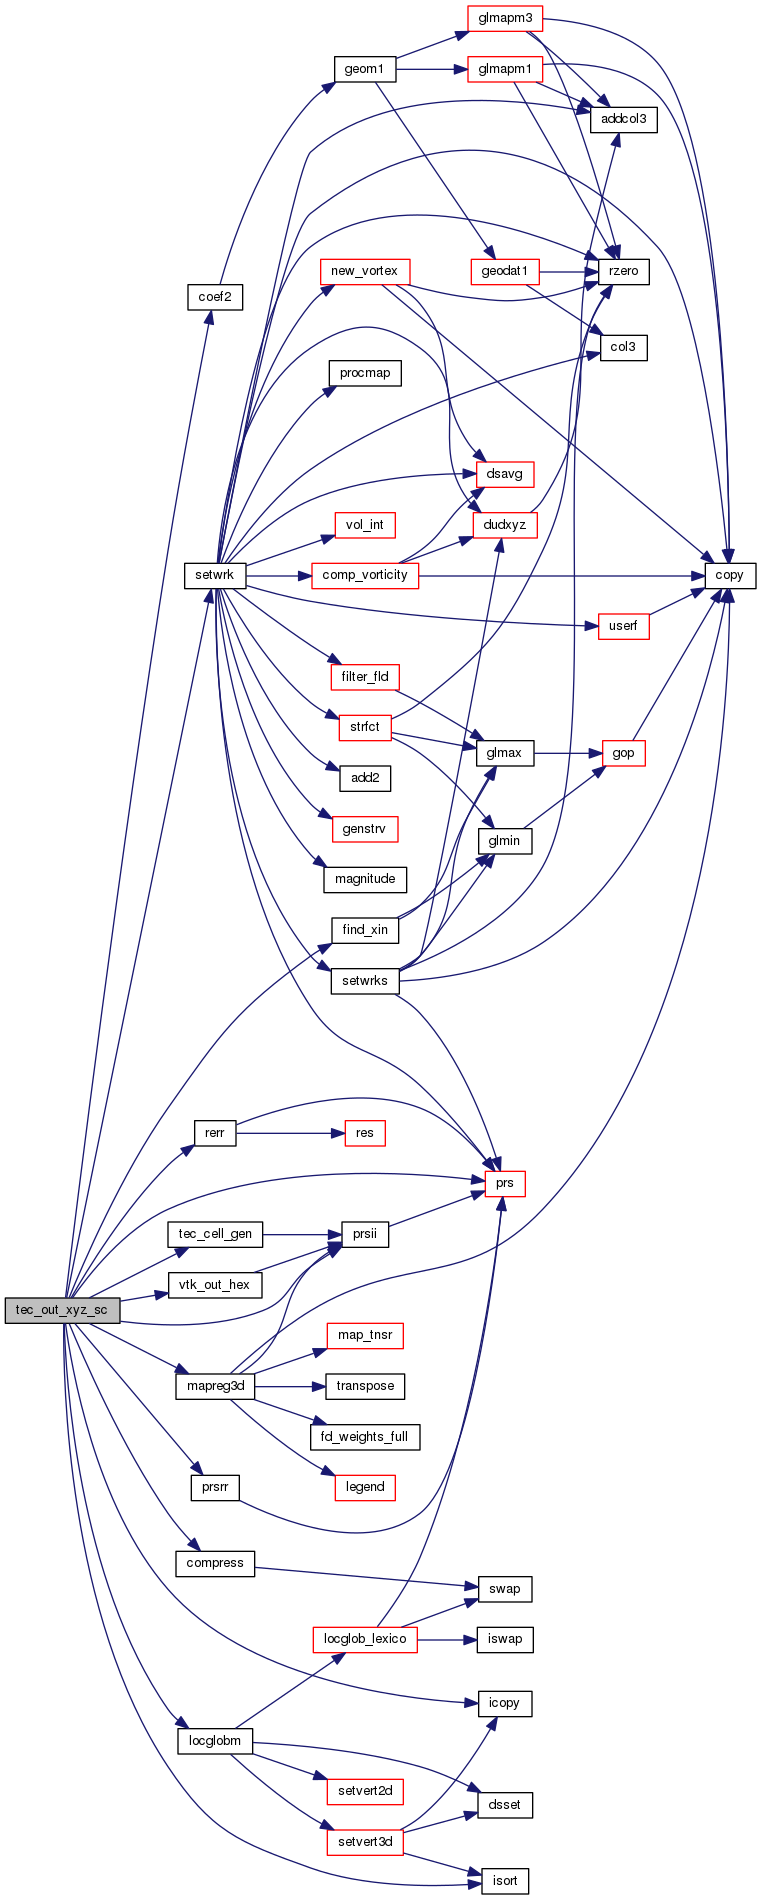 glmapm3
geom1
glmapm1
addcol3
new_vortex
geodat1
rzero
coef2
col3
procmap
dsavg
vol_int
dudxyz
setwrk
comp_vorticity
copy
userf
filter_fld
strfct
glmax
gop
add2
genstrv
glmin
magnitude
find_xin
setwrks
rerr
res
prs
tec_cell_gen
prsii
vtk_out_hex
tec_out_xyz_sc
map_tnsr
mapreg3d
transpose
fd_weights_full
prsrr
legend
compress
swap
locglob_lexico
iswap
icopy
locglobm
setvert2d
dsset
setvert3d
isort